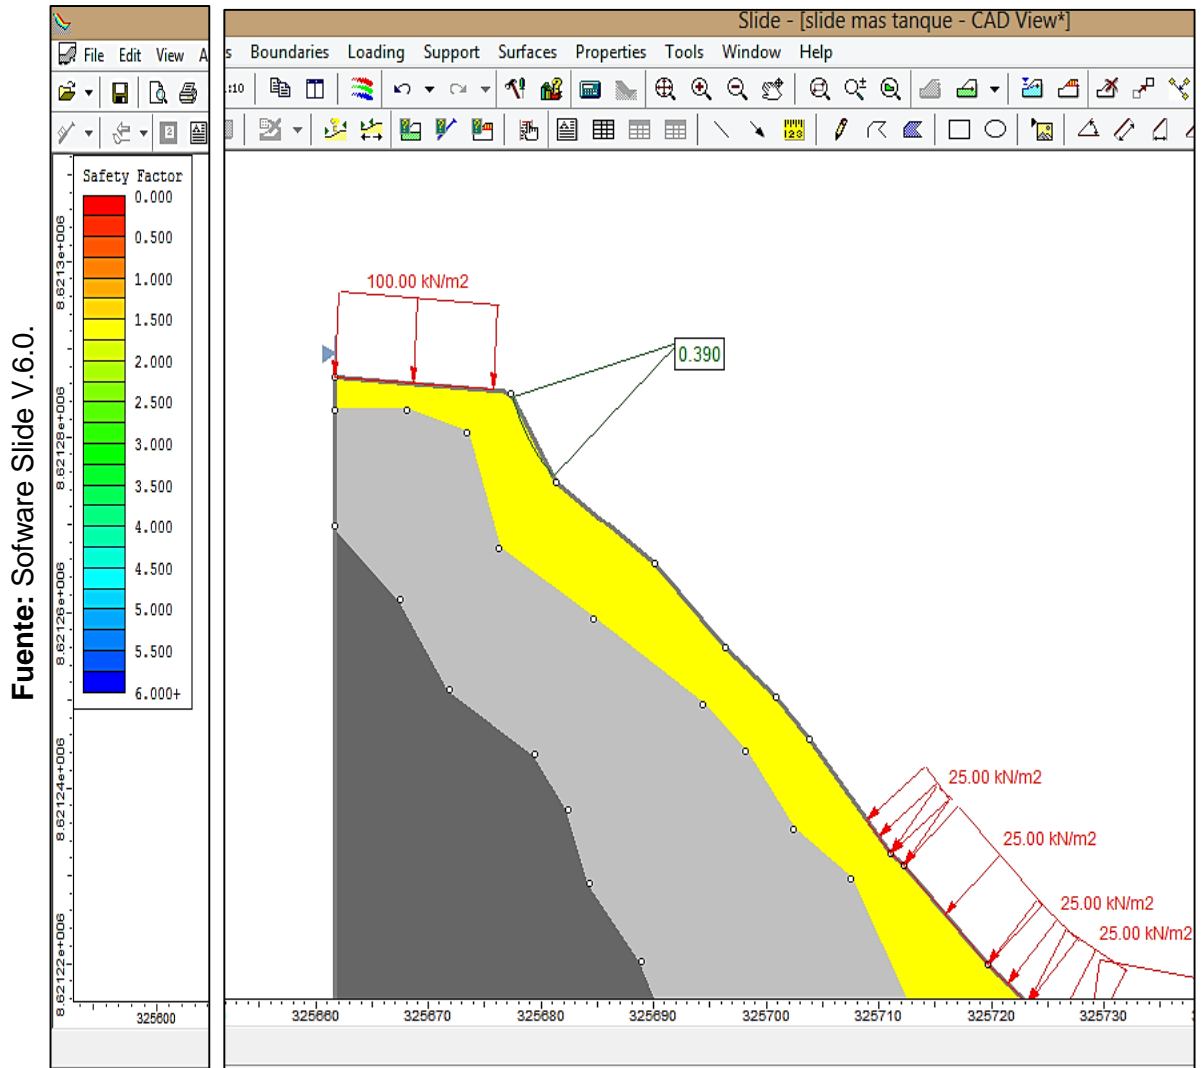 Slide - [slide mas tanque - CAD View*]
File Edit View A
s Boundaries Loading Support Surfaces Properties Tools Window Help
:10
2
123
Safety Factor
0.000
0.500
1.000
1.500
2.000
2.500
3.000
3.500
4.000
4.500
5.000
5.500
6.000+
8.6213e+006
8.62128e+006
8.62126e+006
8.62124e+006
8.62122e+006
325600
Fuente: Sofware Slide V.6.0.
100.00 kN/m2
0.390
25.00 kN/m2
25.00 kN/m2
25.00 kN/m2
25.00 kN/m2
325660 325670 325680 325690 325700 325710 325720 325730